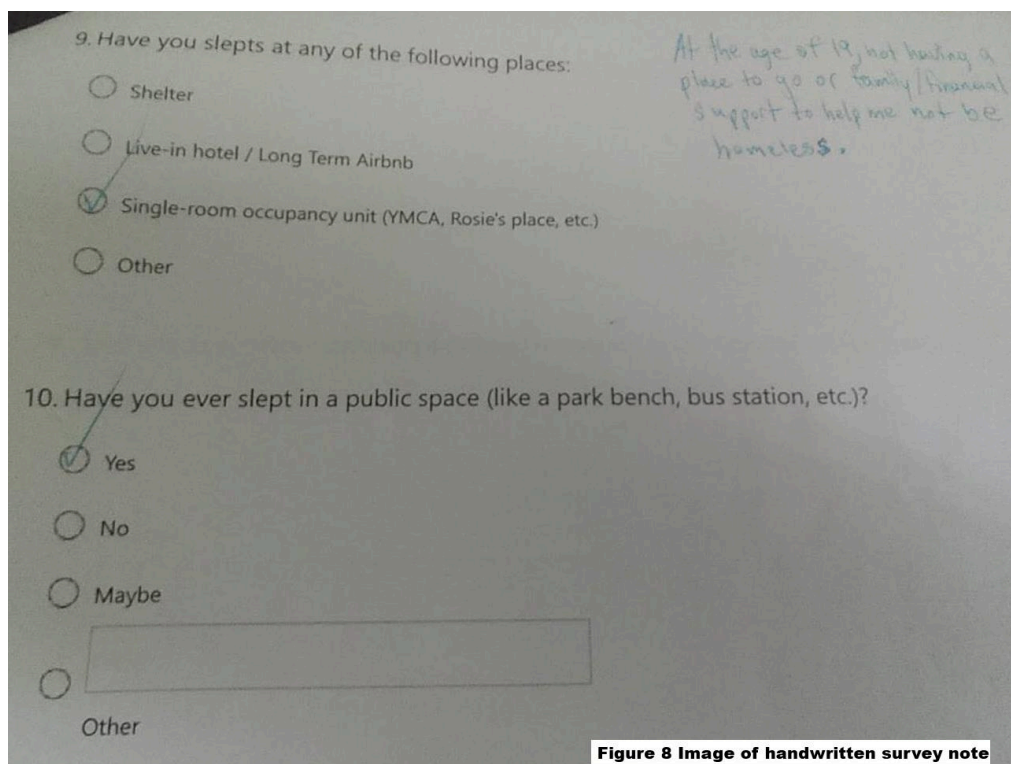 9. Have you slepts at any of the following places:
At the age of 19, not having a
place to go or family/financial
support to help me not be
homeless.
Shelter
Live-in hotel / Long Term Airbnb
Single-room occupancy unit (YMCA, Rosie's place, etc.)
Other
10. Have you ever slept in a public space (like a park bench, bus station, etc.)?
Yes
No
Maybe
Other
Figure 8 Image of handwritten survey note